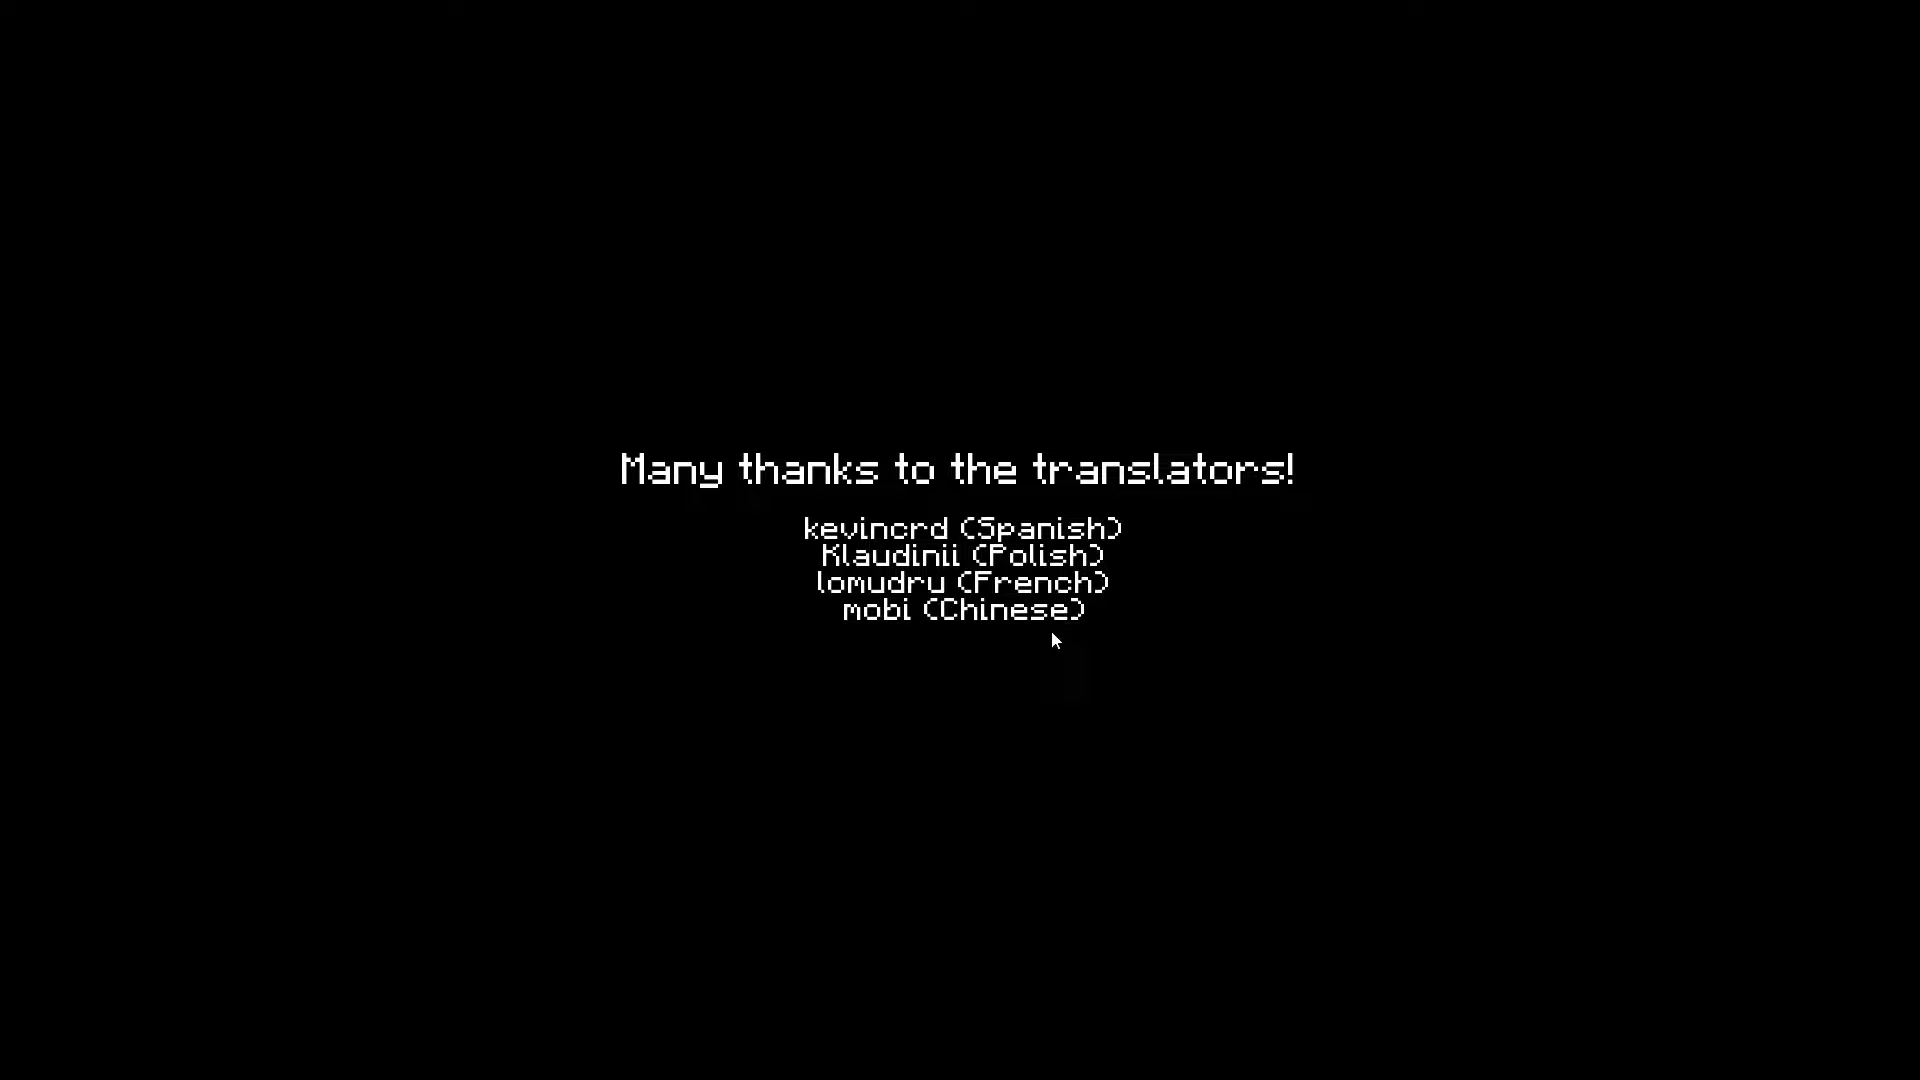 Many thanks to the translators!
kevincrd (Spanish)
Klaudinii (Polish)
lomudru (French)
mobi (Chinese)